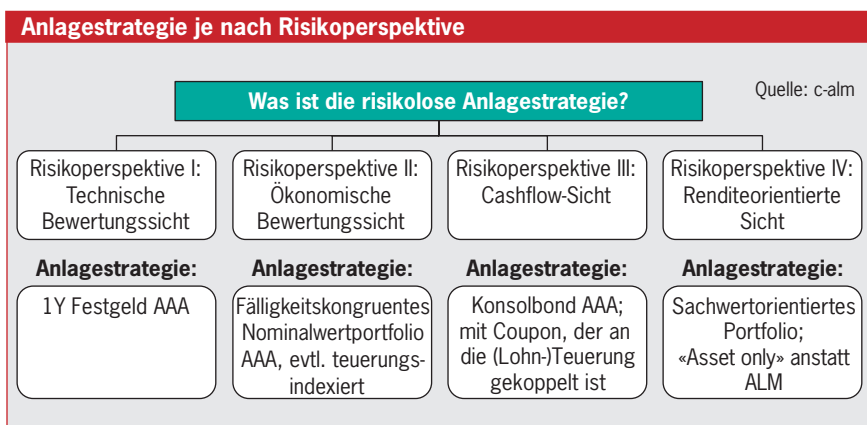 Anlagestrategie je nach Risikoperspektive
Quelle: c-alm
Was ist die risikolose Anlagestrategie?
Risikoperspektive I:
Technische
Bewertungssicht
Risikoperspektive II:
Ökonomische
Bewertungssicht
Risikoperspektive III:
Cashflow-Sicht
Risikoperspektive IV:
Renditeorientierte
Sicht
Anlagestrategie:
1Y Festgeld AAA
Anlagestrategie:
Fälligkeitskongruentes
Nominalwertportfolio
AAA, evtl. teuerungs-
indexiert
Anlagestrategie:
Konsolbond AAA;
mit Coupon, der an
die (Lohn-)Teuerung
gekoppelt ist
Anlagestrategie:
Sachwertorientiertes
Portfolio;
«Asset only» anstatt
ALM